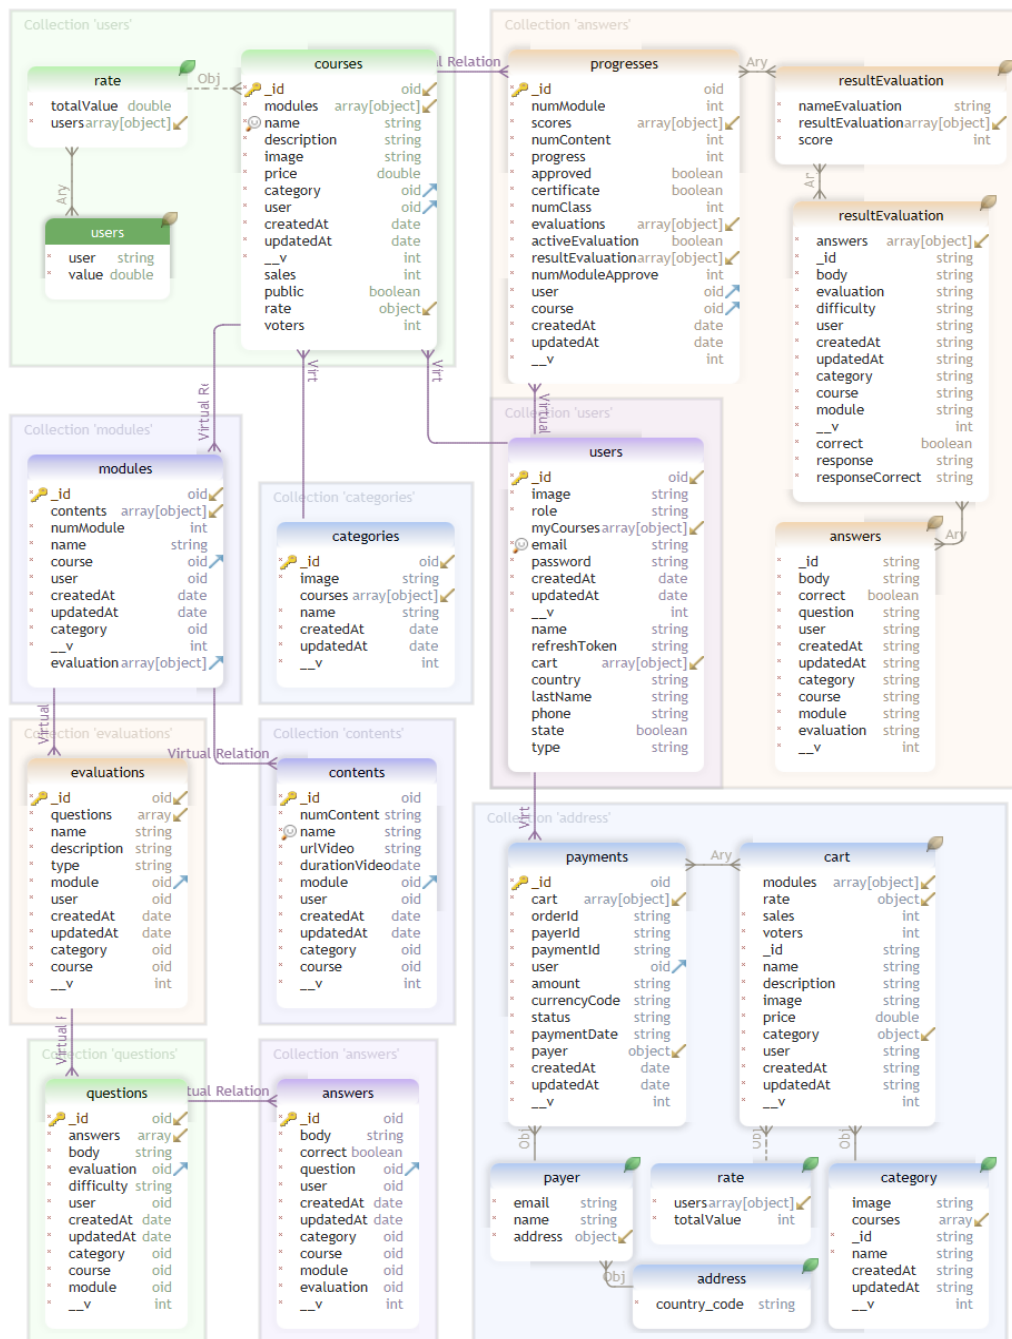 Collection 'users'
rate
totalValue double
users array[object]
Obj
Ary
users
user string
value double
courses
_id oid
modules array[object]
name string
description string
image string
price double
category oid
user oid
createdAt date
updatedAt date
__v int
sales int
public boolean
rate object
voters int
l Relation
Virtual Re
Virt
Virt
Collection 'answers'
progresses
_id oid
numModule int
scores array[object]
numContent int
progress int
approved boolean
certificate boolean
numClass int
evaluations array[object]
activeEvaluation boolean
resultEvaluation array[object]
numModuleApprove int
user oid
course oid
createdAt date
updatedAt date
__v int
Ary
resultEvaluation
nameEvaluation string
resultEvaluation array[object]
score int
Ar
resultEvaluation
answers array[object]
_id string
body string
evaluation string
difficulty string
user string
createdAt string
updatedAt string
category string
course string
module string
__v int
correct boolean
response string
responseCorrect string
Ary
answers
_id string
body string
correct boolean
question string
user string
createdAt string
updatedAt string
category string
course string
module string
evaluation string
__v int
Virtual
Collection 'users'
users
_id oid
image string
role string
myCourses array[object]
email string
password string
createdAt date
updatedAt date
__v int
name string
refreshToken string
cart array[object]
country string
lastName string
phone string
state boolean
type string
Virt
Collection 'modules'
modules
_id oid
contents array[object]
numModule int
name string
course oid
user oid
createdAt date
updatedAt date
category oid
__v int
evaluation array[object]
Virtual
Virtual Relation
Collection 'categories'
categories
_id oid
image string
courses array[object]
name string
createdAt date
updatedAt date
__v int
Collection 'evaluations'
evaluations
_id oid
questions array
name string
description string
type string
module oid
user oid
createdAt date
updatedAt date
category oid
course oid
__v int
Virtual F
Collection 'contents'
contents
_id oid
numContent string
name string
urlVideo string
durationVideo date
module oid
user oid
createdAt date
updatedAt date
category oid
course oid
__v int
Collection 'questions'
questions
_id oid
answers array
body string
evaluation oid
difficulty string
user oid
createdAt date
updatedAt date
category oid
course oid
module oid
__v int
tual Relation
Collection 'answers'
answers
_id oid
body string
correct boolean
question oid
user oid
createdAt date
updatedAt date
category oid
course oid
module oid
evaluation oid
__v int
Collection 'address'
payments
_id oid
cart array[object]
orderId string
payerId string
paymentId string
user oid
amount string
currencyCode string
status string
paymentDate string
payer object
createdAt date
updatedAt date
__v int
Ary
cart
modules array[object]
rate object
sales int
voters int
_id string
name string
description string
image string
price double
category object
user string
createdAt string
updatedAt string
__v int
Obj
Obj
Obj
payer
email string
name string
address object
Obj
rate
users array[object]
totalValue int
category
image string
courses array
_id string
name string
createdAt string
updatedAt string
__v int
address
country_code string